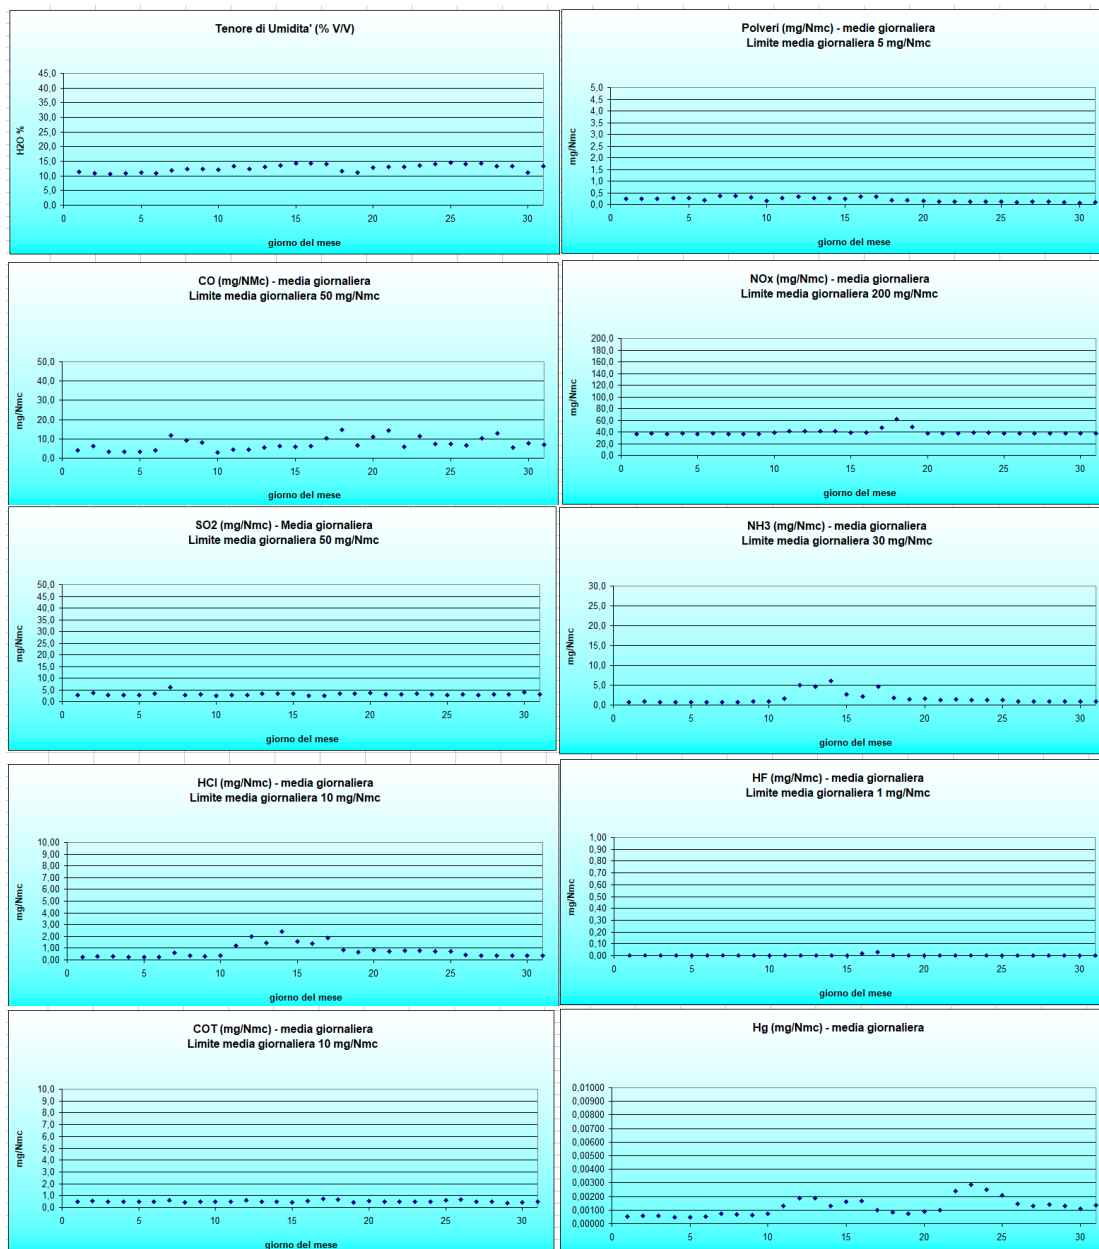 Tenore di Umidita' (% V/V)
H2O %
45,0
40,0
35,0
30,0
25,0
20,0
15,0
10,0
5,0
0,0
0 5 10 15 20 25 30
giorno del mese
Polveri (mg/Nmc) - medie giornaliera
Limite media giornaliera 5 mg/Nmc
mg/Nmc
5,0
4,5
4,0
3,5
3,0
2,5
2,0
1,5
1,0
0,5
0,0
0 5 10 15 20 25 30
giorno del mese
CO (mg/NMc) - media giornaliera
Limite media giornaliera 50 mg/Nmc
mg/Nmc
50,0
40,0
30,0
20,0
10,0
0,0
0 5 10 15 20 25 30
giorno del mese
NOx (mg/Nmc) - media giornaliera
Limite media giornaliera 200 mg/Nmc
mg/Nmc
200,0
180,0
160,0
140,0
120,0
100,0
80,0
60,0
40,0
20,0
0,0
0 5 10 15 20 25 30
giorno del mese
SO2 (mg/Nmc) - Media giornaliera
Limite media giornaliera 50 mg/Nmc
mg/Nmc
50,0
45,0
40,0
35,0
30,0
25,0
20,0
15,0
10,0
5,0
0,0
0 5 10 15 20 25 30
giorno del mese
NH3 (mg/Nmc) - media giornaliera
Limite media giornaliera 30 mg/Nmc
mg/Nmc
30,0
25,0
20,0
15,0
10,0
5,0
0,0
0 5 10 15 20 25 30
giorno del mese
HCl (mg/Nmc) - media giornaliera
Limite media giornaliera 10 mg/Nmc
mg/Nmc
10,00
9,00
8,00
7,00
6,00
5,00
4,00
3,00
2,00
1,00
0,00
0 5 10 15 20 25 30
giorno del mese
HF (mg/Nmc) - media giornaliera
Limite media giornaliera 1 mg/Nmc
mg/Nmc
1,00
0,90
0,80
0,70
0,60
0,50
0,40
0,30
0,20
0,10
0,00
0 5 10 15 20 25 30
giorno del mese
COT (mg/Nmc) - media giornaliera
Limite media giornaliera 10 mg/Nmc
mg/Nmc
10,0
9,0
8,0
7,0
6,0
5,0
4,0
3,0
2,0
1,0
0,0
0 5 10 15 20 25 30
giorno del mese
Hg (mg/Nmc) - media giornaliera
mg/Nmc
0,01000
0,00900
0,00800
0,00700
0,00600
0,00500
0,00400
0,00300
0,00200
0,00100
0,00000
0 5 10 15 20 25 30
giorno del mese